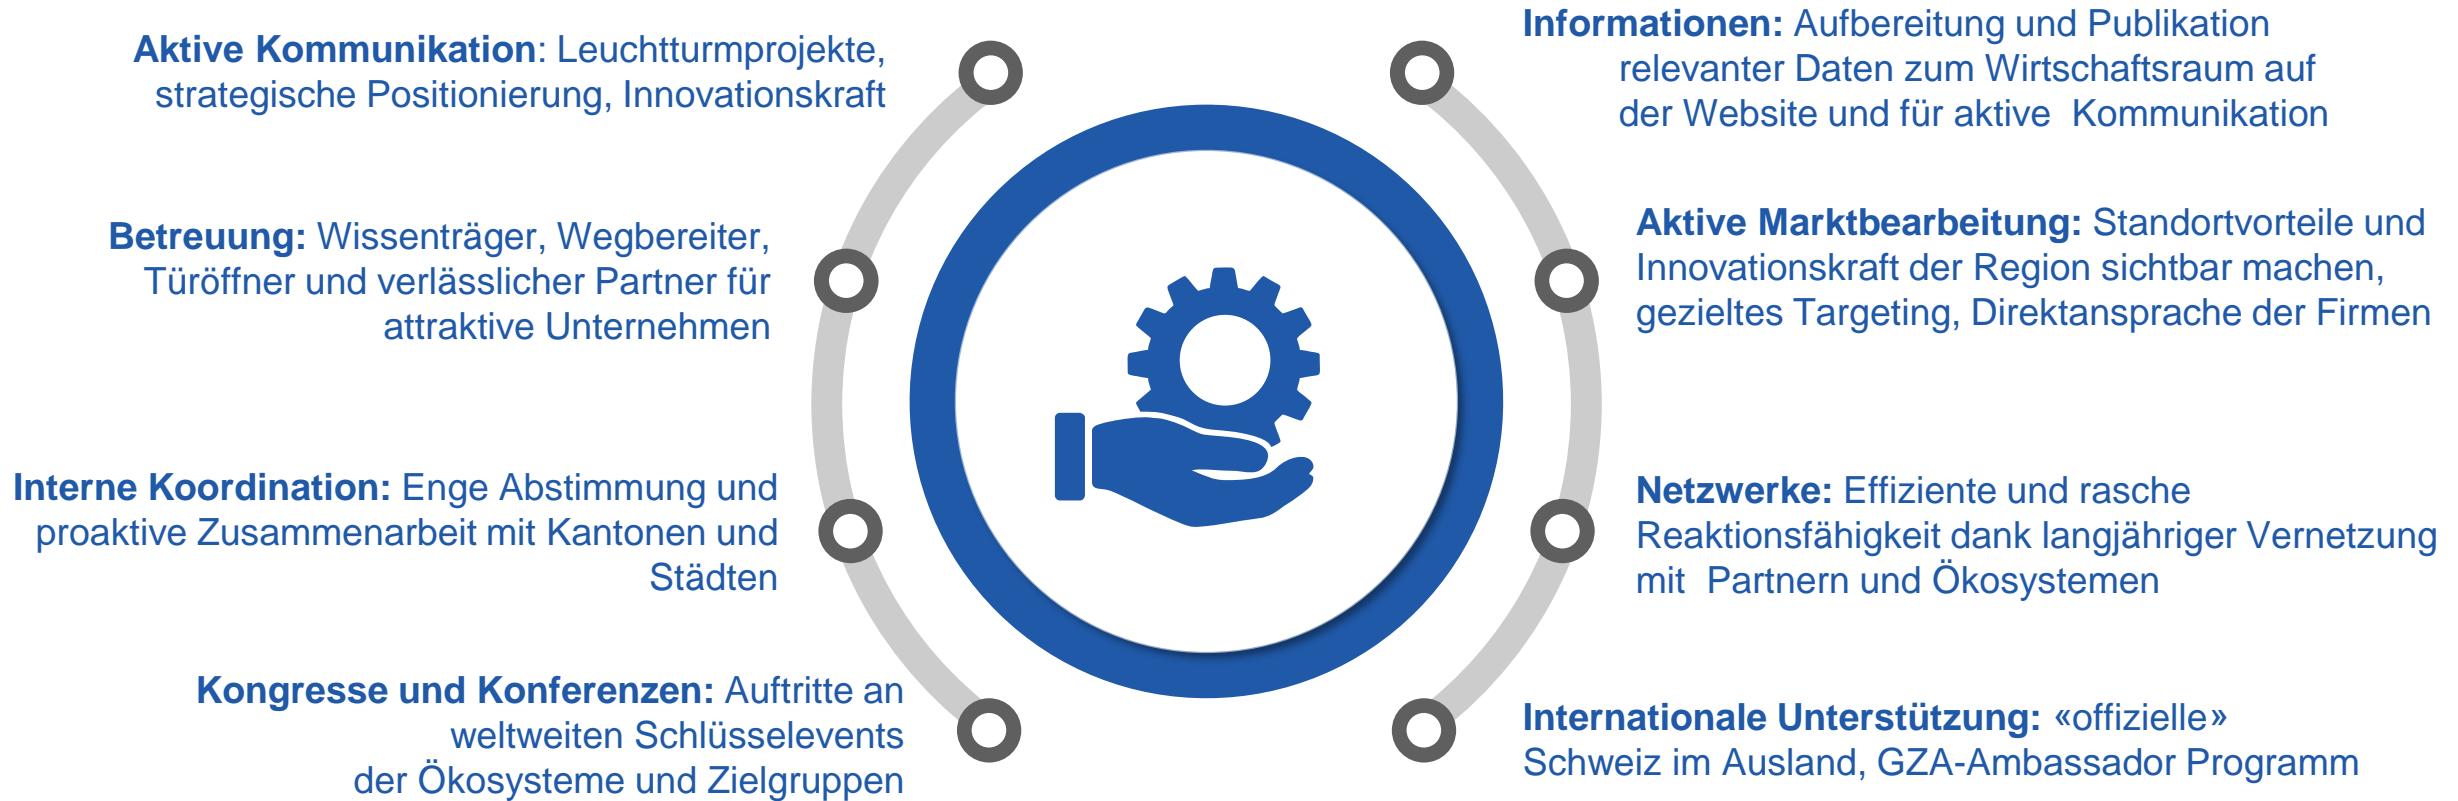 Aktive Kommunikation: Leuchtturmprojekte,
strategische Positionierung, Innovationskraft
Betreuung: Wissenträger, Wegbereiter,
Türöffner und verlässlicher Partner für
attraktive Unternehmen
Interne Koordination: Enge Abstimmung und
proaktive Zusammenarbeit mit Kantonen und
Städten
Kongresse und Konferenzen: Auftritte an
weltweiten Schlüsselevents
der Ökosysteme und Zielgruppen
Informationen: Aufbereitung und Publikation
relevanter Daten zum Wirtschaftsraum auf
der Website und für aktive  Kommunikation
Aktive Marktbearbeitung: Standortvorteile und
Innovationskraft der Region sichtbar machen,
gezieltes Targeting, Direktansprache der Firmen
Netzwerke: Effiziente und rasche
Reaktionsfähigkeit dank langjähriger Vernetzung
mit  Partnern und Ökosystemen
Internationale Unterstützung: «offizielle»
Schweiz im Ausland, GZA-Ambassador Programm